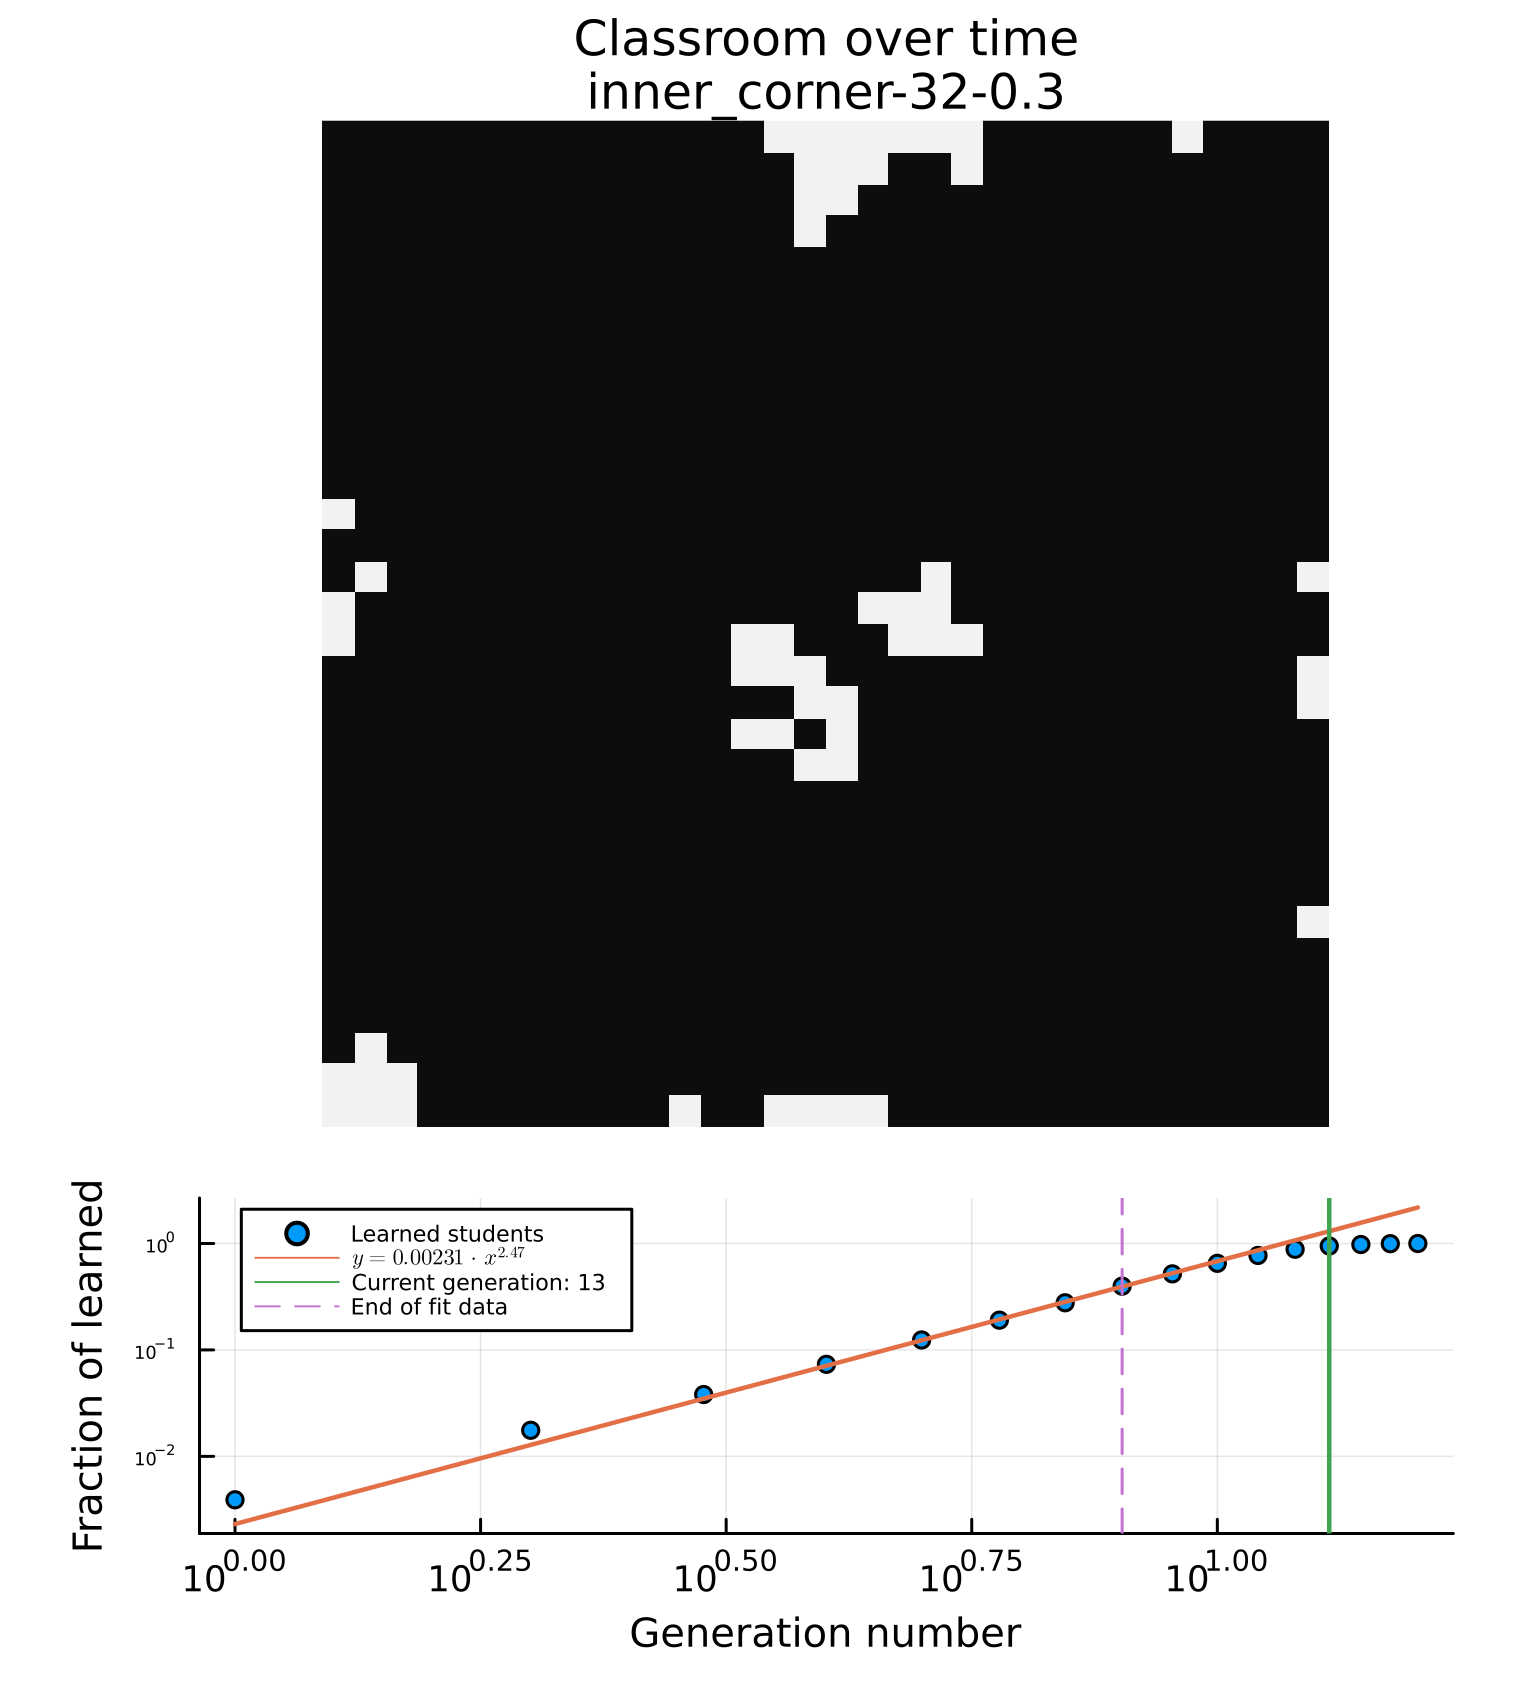 Classroom over time
inner_corner-32-0.3
Fraction of learned
10^0
10^−1
10^−2
Learned students
y = 0.00231 · x^2.47
Current generation: 13
End of fit data
10^0.00 10^0.25 10^0.50 10^0.75 10^1.00
Generation number